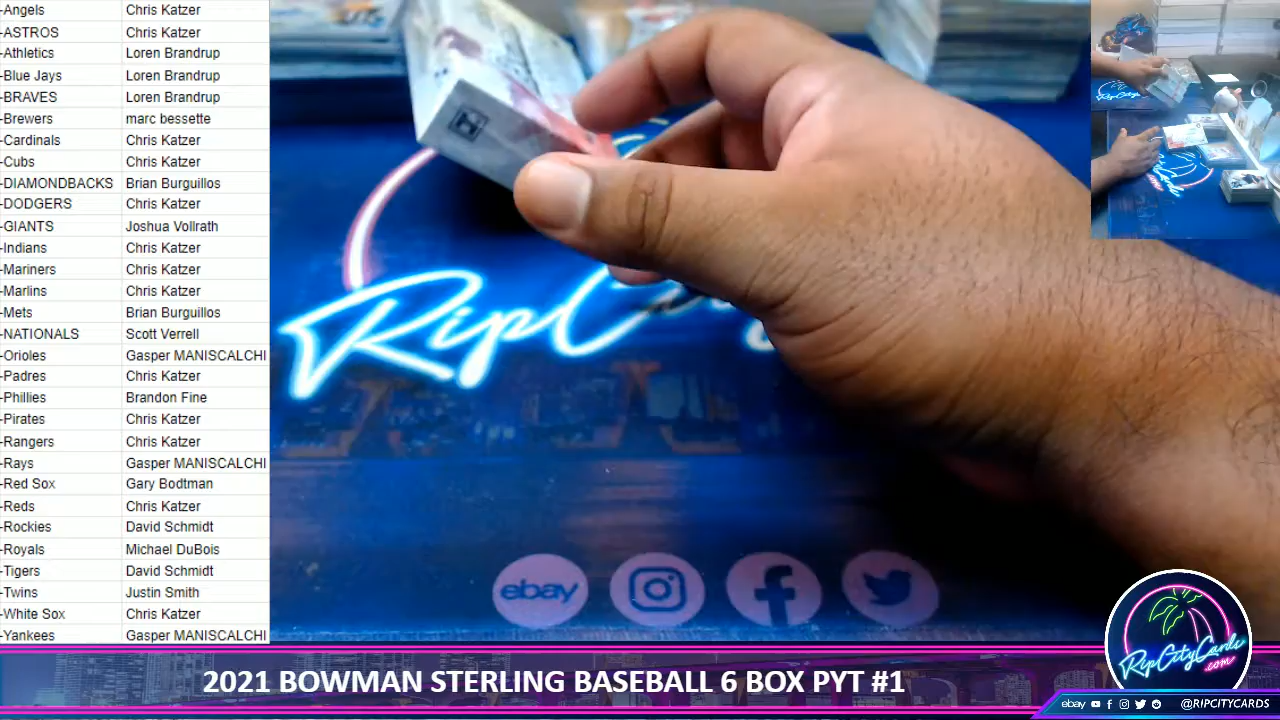 -Angels Chris Katzer
-ASTROS Chris Katzer
-Athletics Loren Brandrup
-Blue Jays Loren Brandrup
-BRAVES Loren Brandrup
-Brewers marc bessette
-Cardinals Chris Katzer
-Cubs Chris Katzer
-DIAMONDBACKS Brian Burguillos
-DODGERS Chris Katzer
-GIANTS Joshua Vollrath
-Indians Chris Katzer
-Mariners Chris Katzer
-Marlins Chris Katzer
-Mets Brian Burguillos
-NATIONALS Scott Verrell
-Orioles Gasper MANISCALCHI
-Padres Chris Katzer
-Phillies Brandon Fine
-Pirates Chris Katzer
-Rangers Chris Katzer
-Rays Gasper MANISCALCHI
-Red Sox Gary Bodtman
-Reds Chris Katzer
-Rockies David Schmidt
-Royals Michael DuBois
-Tigers David Schmidt
-Twins Justin Smith
-White Sox Chris Katzer
-Yankees Gasper MANISCALCHI
RipC
ebay
2021 BOWMAN STERLING BASEBALL 6 BOX PYT #1
RipCityCards
.com
ebay @RIPCITYCARDS